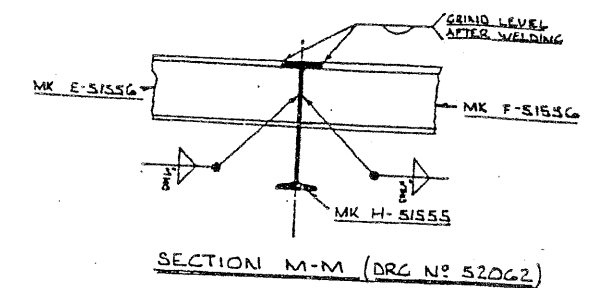 GRIND LEVEL
AFTER WELDING
MK E-51556
MK F-51556
MK H-51555
SECTION M-M (DRG Nº 52062)